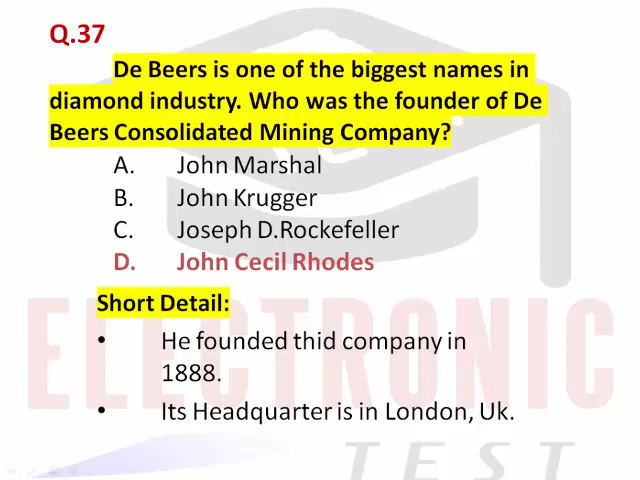 Q.37
De Beers is one of the biggest names in
diamond industry. Who was the founder of De
Beers Consolidated Mining Company?
A. John Marshal
B. John Krugger
C. Joseph D.Rockefeller
D. John Cecil Rhodes
Short Detail:
• He founded thid company in
1888.
• Its Headquarter is in London, Uk.
ELECTRONIC
TEST